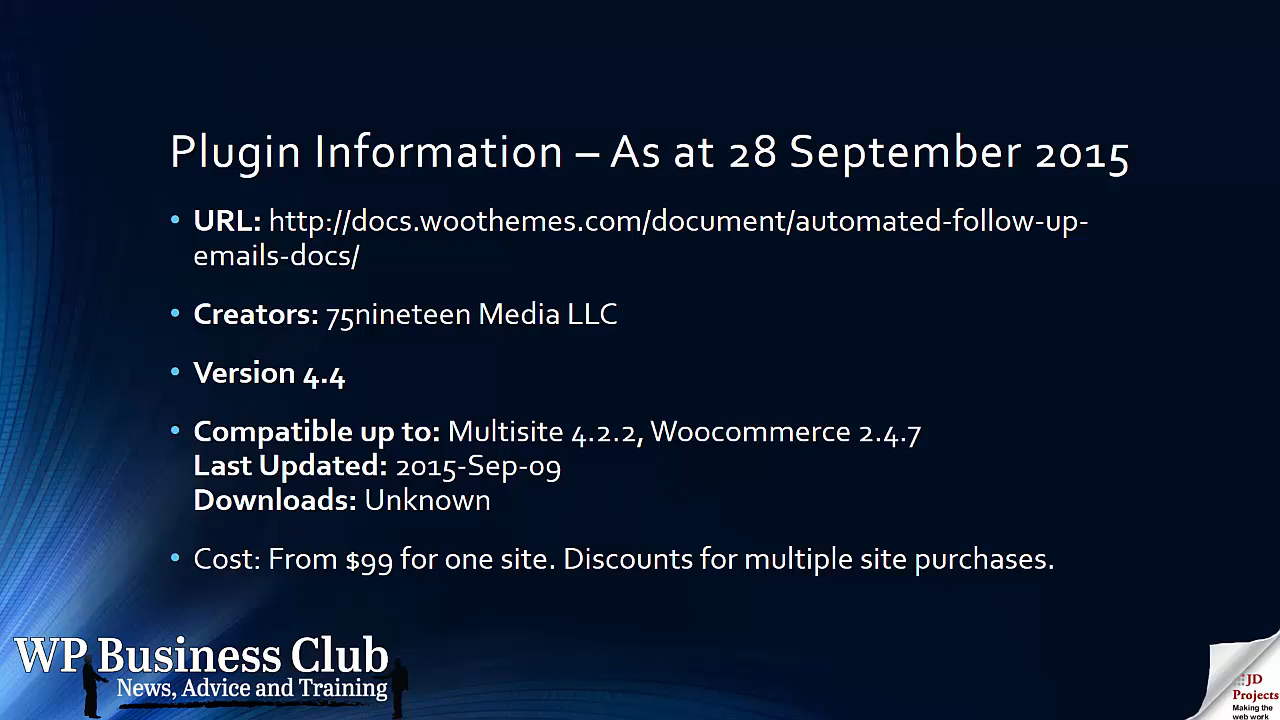 Plugin Information – As at 28 September 2015
• URL: http://docs.woothemes.com/document/automated-follow-up-
emails-docs/
• Creators: 75nineteen Media LLC
• Version 4.4
• Compatible up to: Multisite 4.2.2, Woocommerce 2.4.7
Last Updated: 2015-Sep-09
Downloads: Unknown
• Cost: From $99 for one site. Discounts for multiple site purchases.
WP Business Club
News, Advice and Training
JD
Projects
Making the
web work